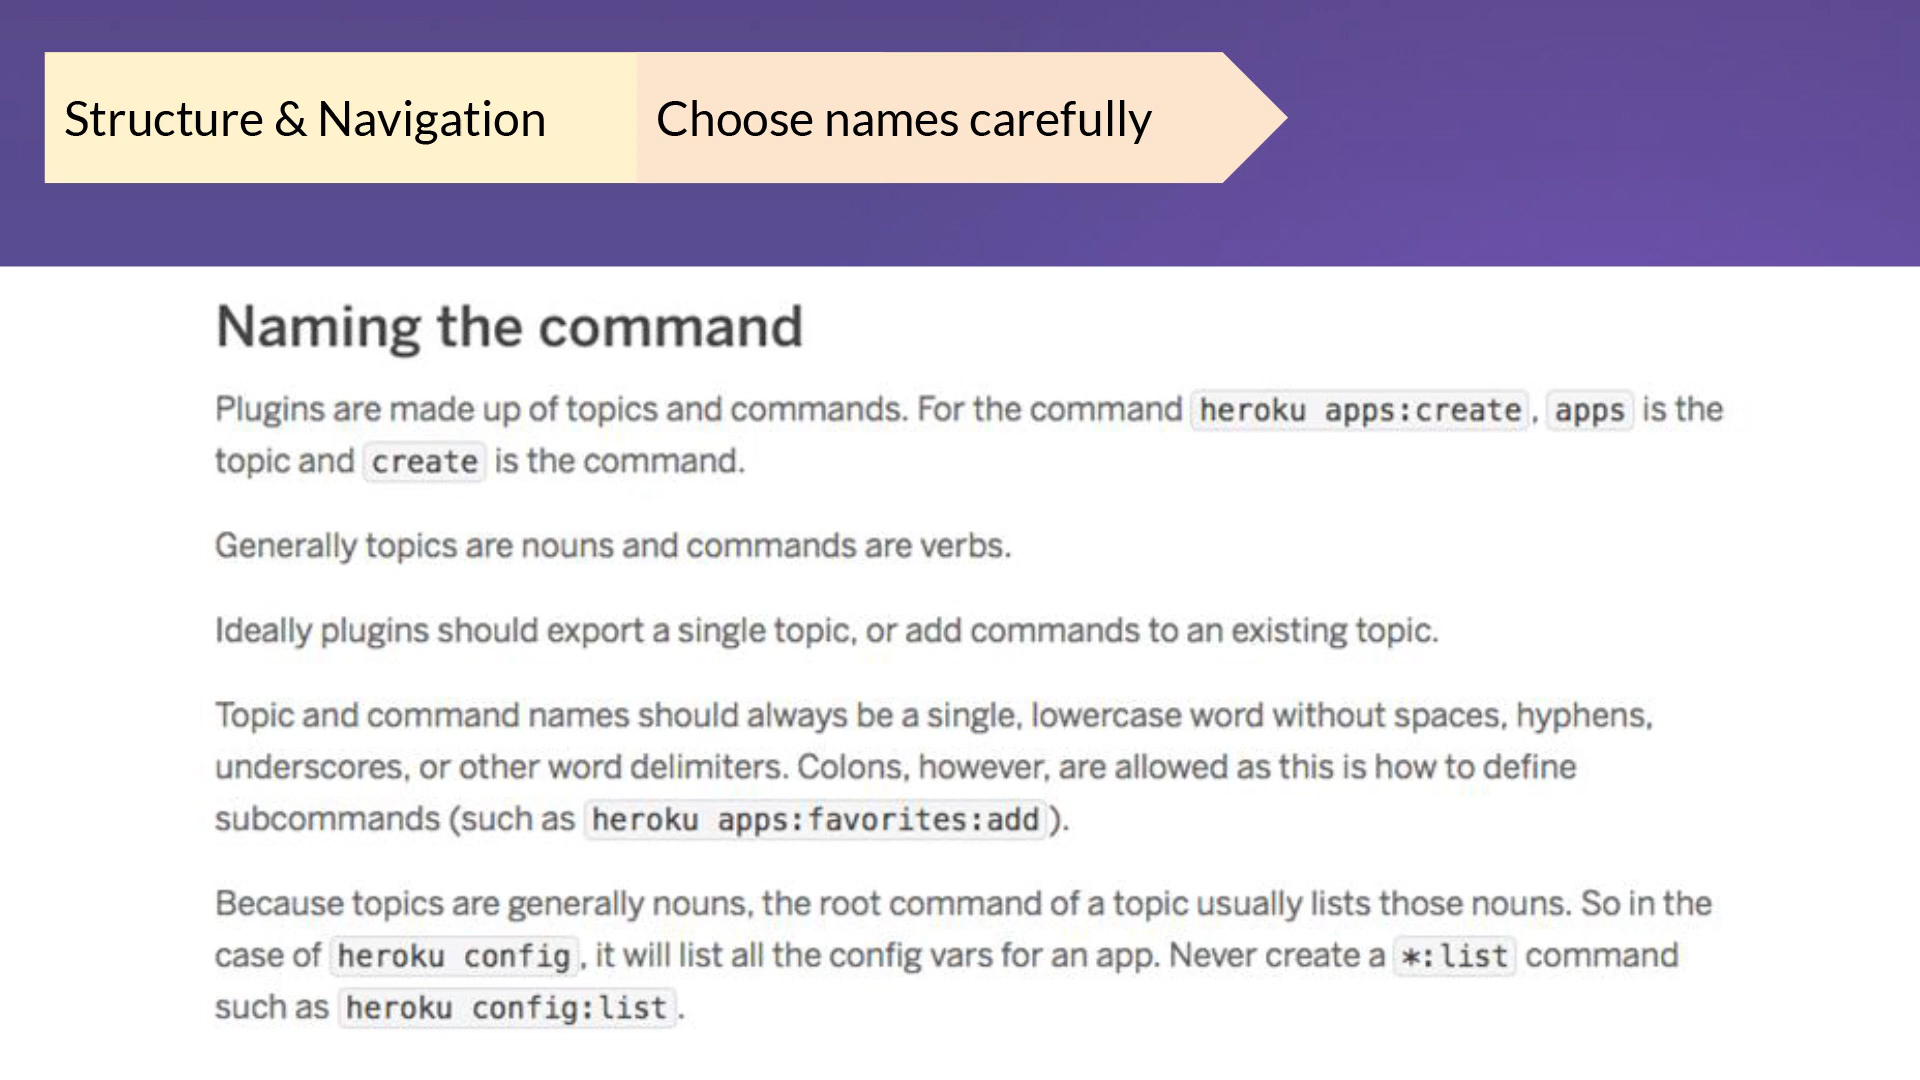 Structure & Navigation
Choose names carefully
Naming the command
Plugins are made up of topics and commands. For the command heroku apps:create, apps is the
topic and create is the command.
Generally topics are nouns and commands are verbs.
Ideally plugins should export a single topic, or add commands to an existing topic.
Topic and command names should always be a single, lowercase word without spaces, hyphens,
underscores, or other word delimiters. Colons, however, are allowed as this is how to define
subcommands (such as heroku apps:favorites:add).
Because topics are generally nouns, the root command of a topic usually lists those nouns. So in the
case of heroku config, it will list all the config vars for an app. Never create a *:list command
such as heroku config:list.